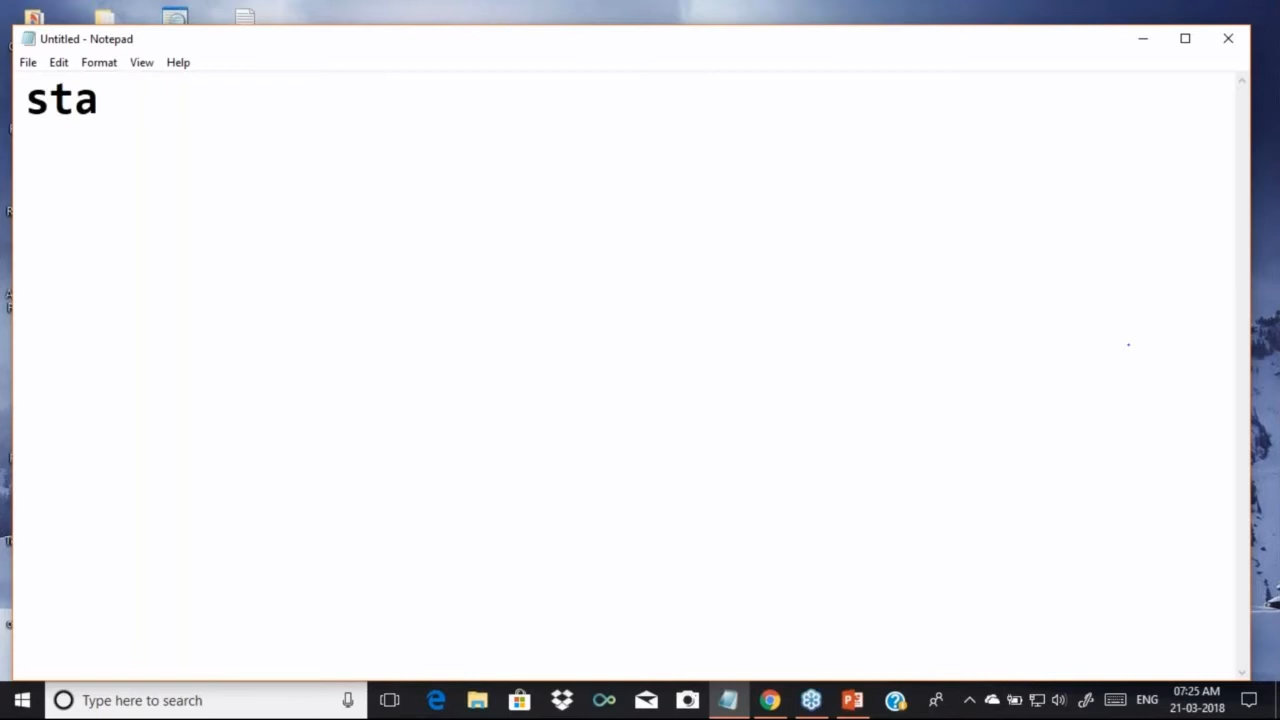 Untitled - Notepad
File Edit Format View Help
sta
Type here to search
ENG
07:25 AM
21-03-2018